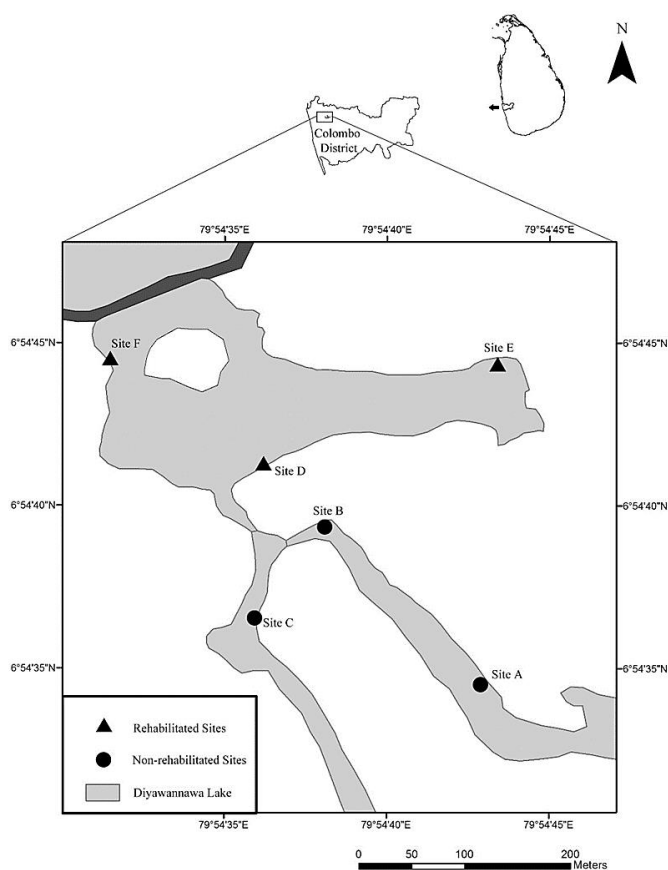 N
Colombo
District
79°54'35"E 79°54'40"E 79°54'45"E
6°54'45"N 6°54'45"N
Site F
Site E
Site D
6°54'40"N 6°54'40"N
Site B
Site C
6°54'35"N 6°54'35"N
Site A
Rehabilitated Sites
Non-rehabilitated Sites
Diyawannawa Lake
79°54'35"E 79°54'40"E 79°54'45"E
0 50 100 200
Meters